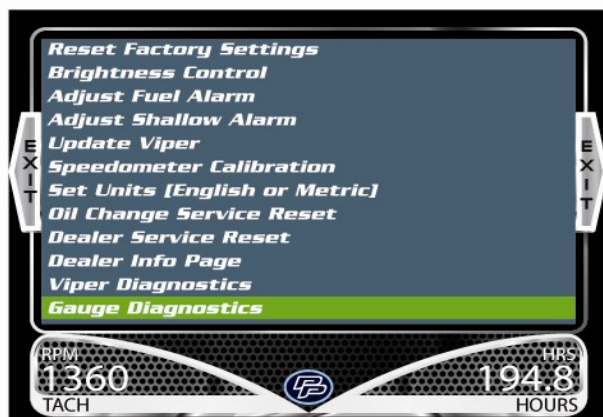 Reset Factory Settings
Brightness Control
Adjust Fuel Alarm
Adjust Shallow Alarm
Update Viper
Speedometer Calibration
Set Units [English or Metric]
Oil Change Service Reset
Dealer Service Reset
Dealer Info Page
Viper Diagnostics
Gauge Diagnostics
EXIT
EXIT
RPM
1360
TACH
HRS
194.8
HOURS